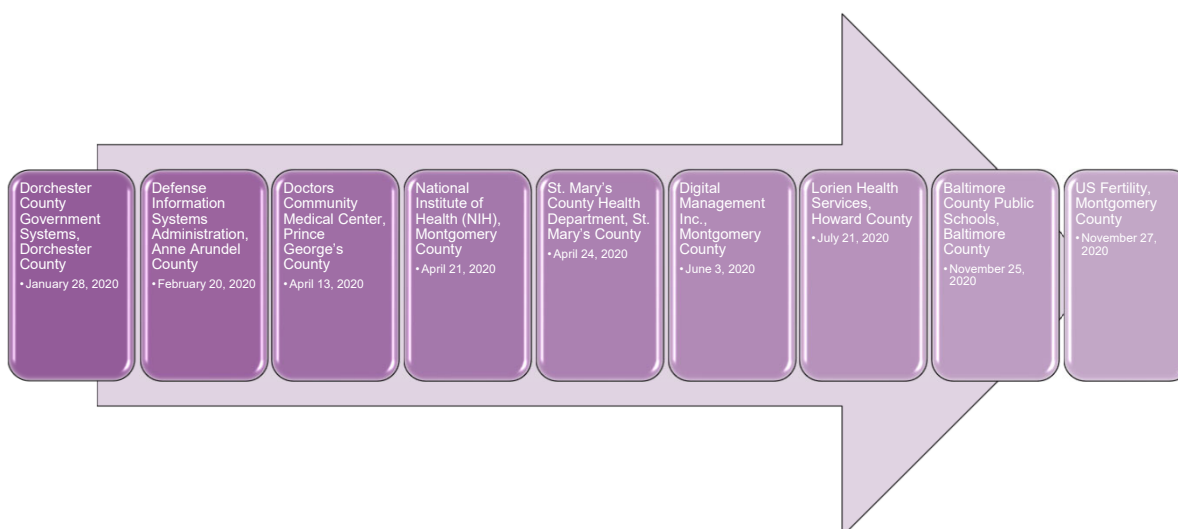 Dorchester
County
Government
Systems,
Dorchester
County
•January 28, 2020
Defense
Information
Systems
Administration,
Anne Arundel
County
•February 20, 2020
Doctors
Community
Medical Center,
Prince
George's
County
•April 13, 2020
National
Institute of
Health (NIH),
Montgomery
County
•April 21, 2020
St. Mary's
County Health
Department, St.
Mary's County
•April 24, 2020
Digital
Management
Inc.,
Montgomery
County
•June 3, 2020
Lorien Health
Services,
Howard County
•July 21, 2020
Baltimore
County Public
Schools,
Baltimore
County
•November 25,
2020
US Fertility,
Montgomery
County
•November 27,
2020